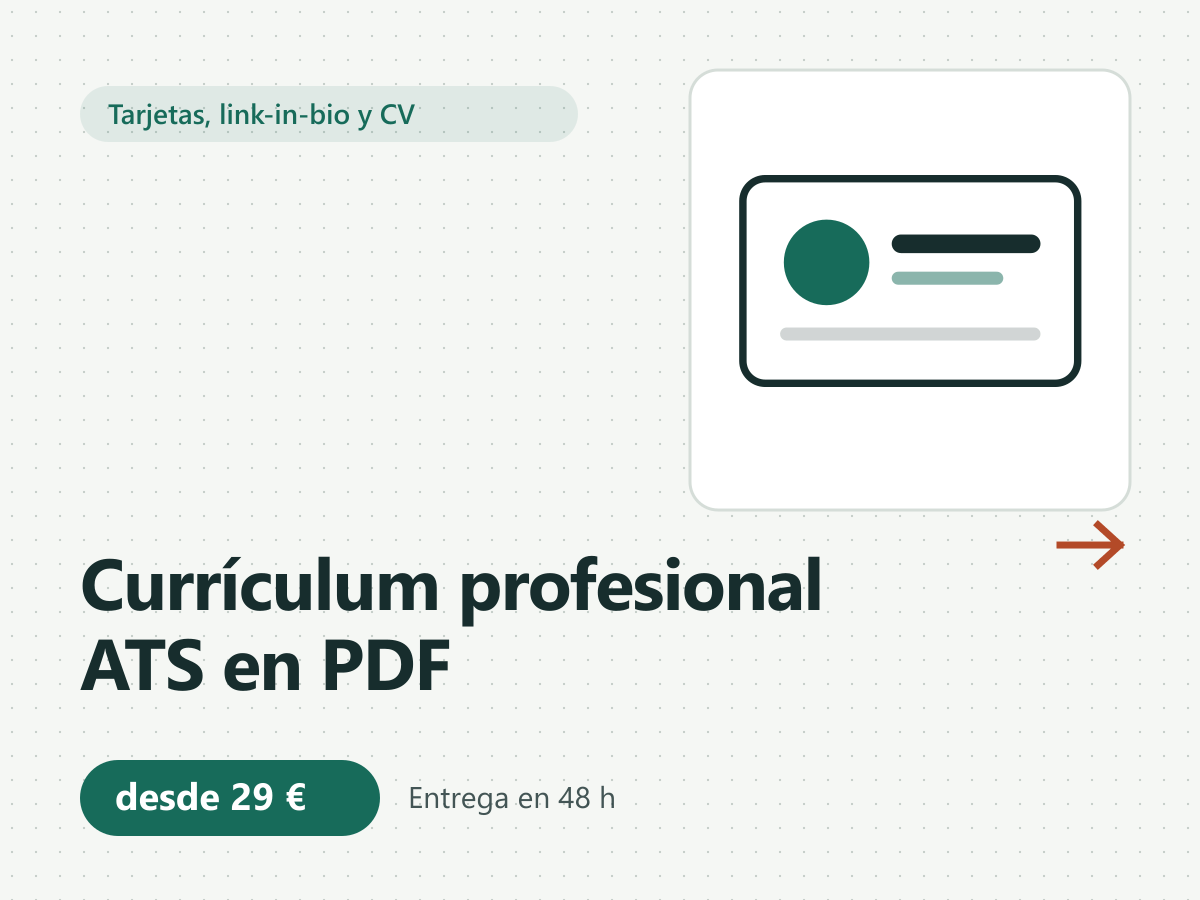 Tarjetas, link-in-bio y CV
Currículum profesional
ATS en PDF
desde 29 €
Entrega en 48 h